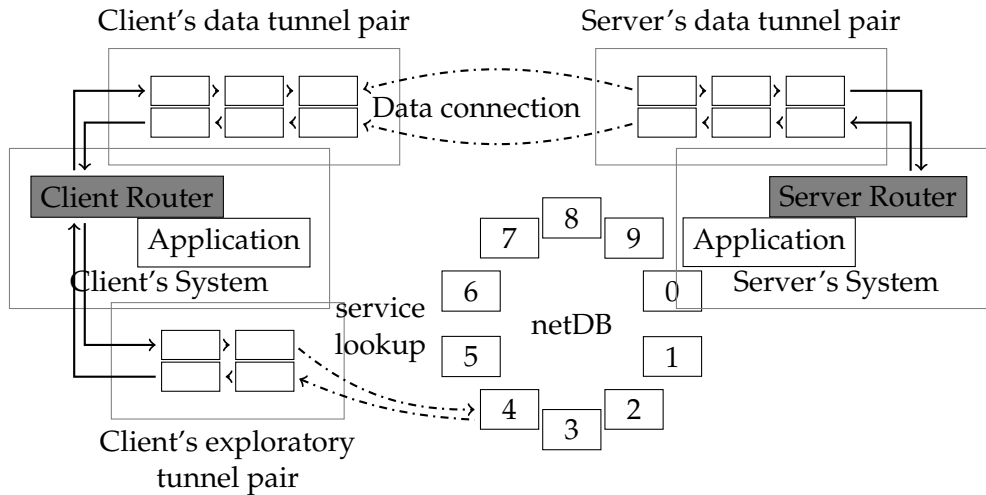 Client's data tunnel pair
Server's data tunnel pair
Data connection
Client Router
Server Router
Application
Application
Client's System
Server's System
8
7
9
6
0
service
lookup
netDB
5
1
4
2
3
Client's exploratory
tunnel pair